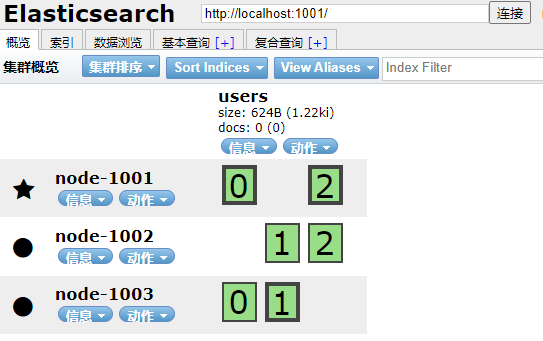 Elasticsearch http://localhost:1001/ 连接
概览 索引 数据浏览 基本查询 [+] 复合查询 [+]
集群概览 集群排序 Sort Indices View Aliases Index Filter
users
size: 624B (1.22ki)
docs: 0 (0)
信息 动作
node-1001 0 2
信息 动作
node-1002 1 2
信息 动作
node-1003 0 1
信息 动作